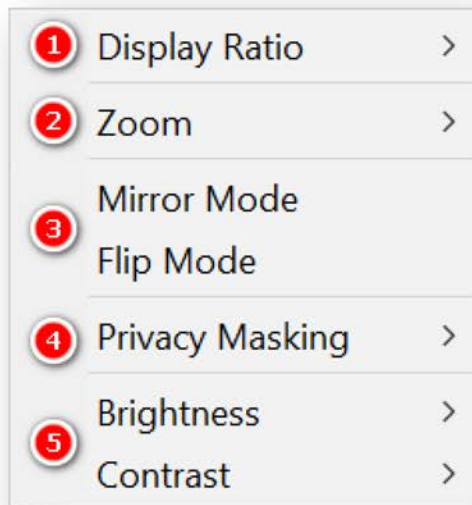 1 Display Ratio >
2 Zoom >
Mirror Mode
3
Flip Mode
4 Privacy Masking >
Brightness >
5
Contrast >